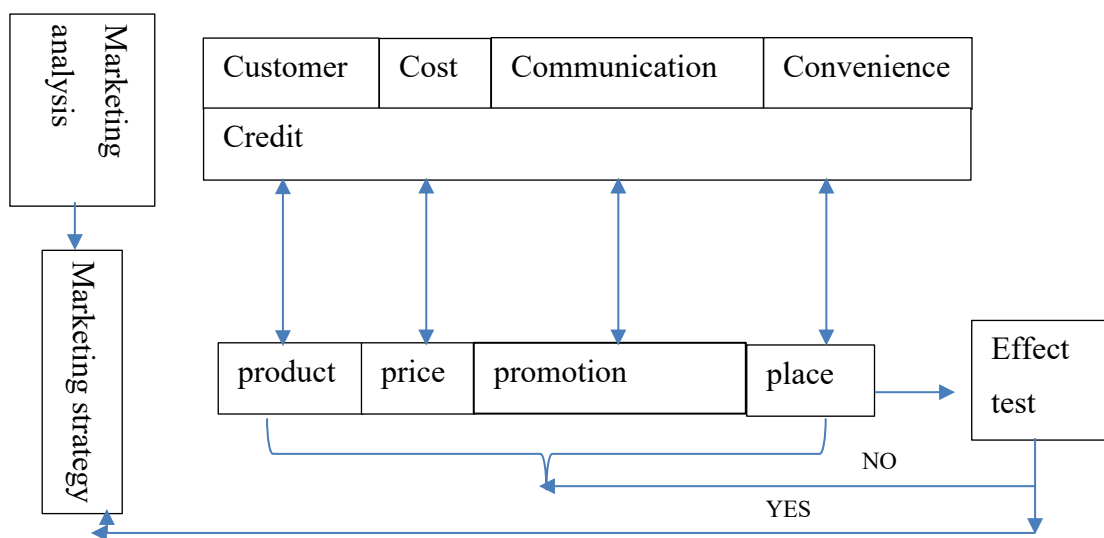 Marketing
analysis
Customer
Cost
Communication
Convenience
Credit
Marketing strategy
product
price
promotion
place
Effect
test
NO
YES